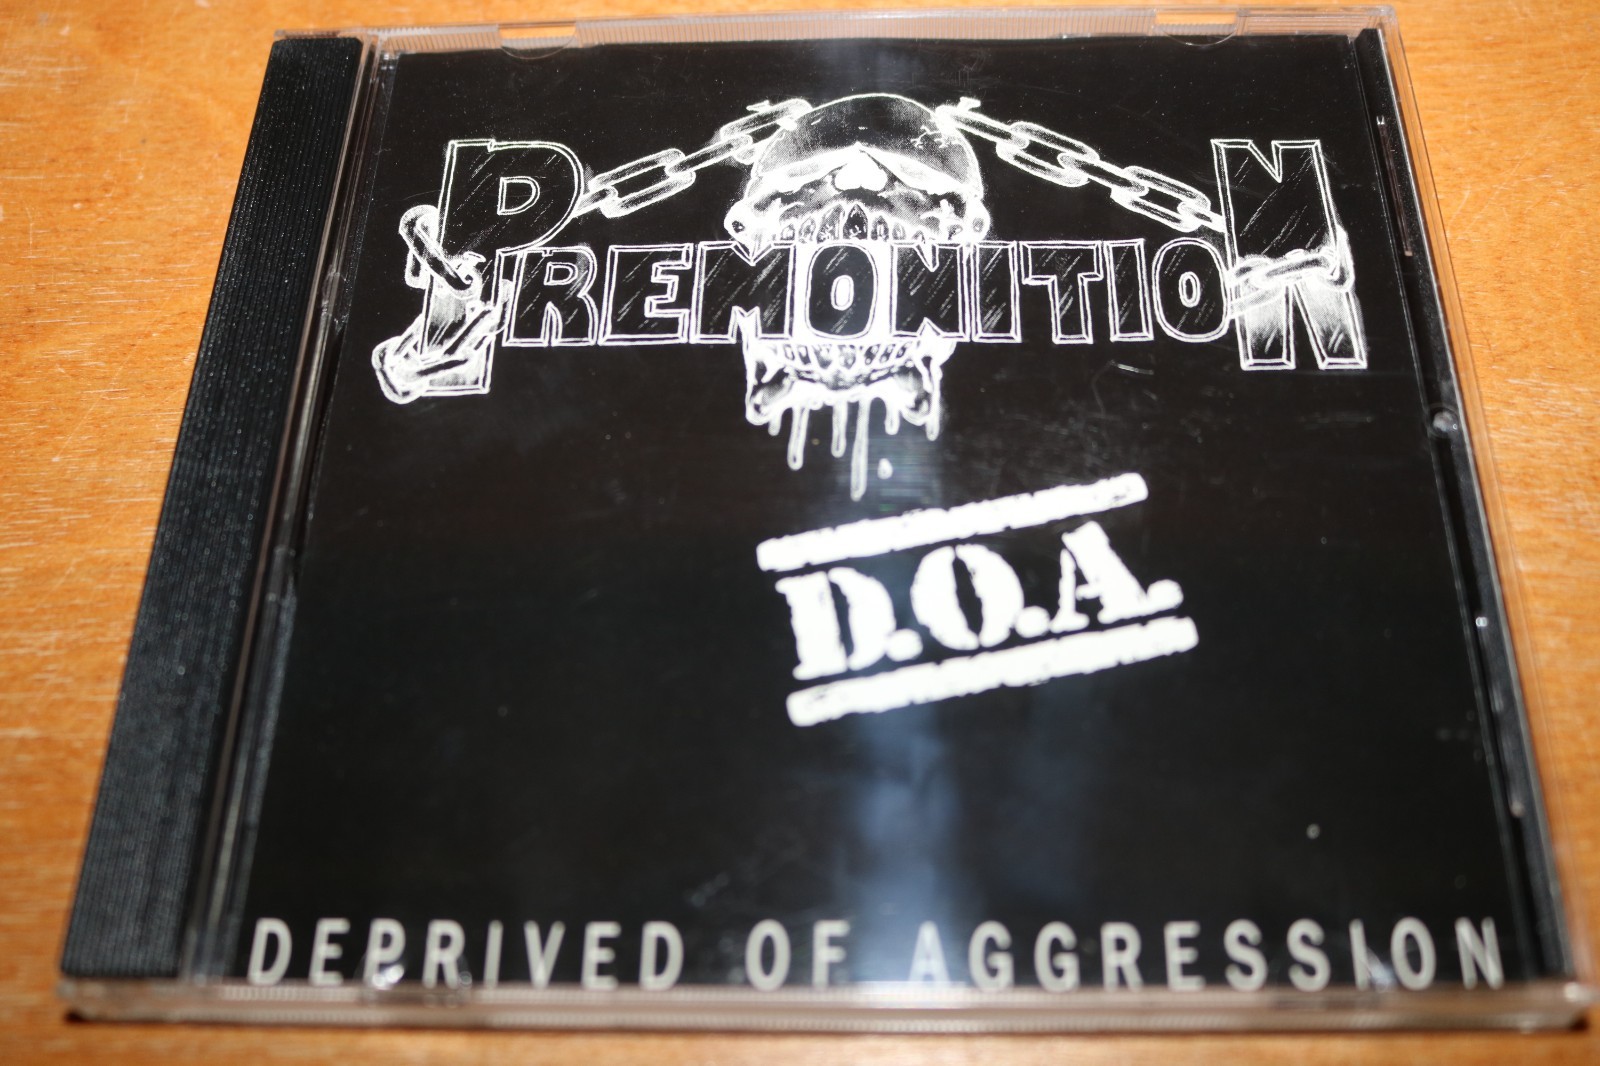 PREMONITION
D.O.A.
DEPRIVED OF AGGRESSION